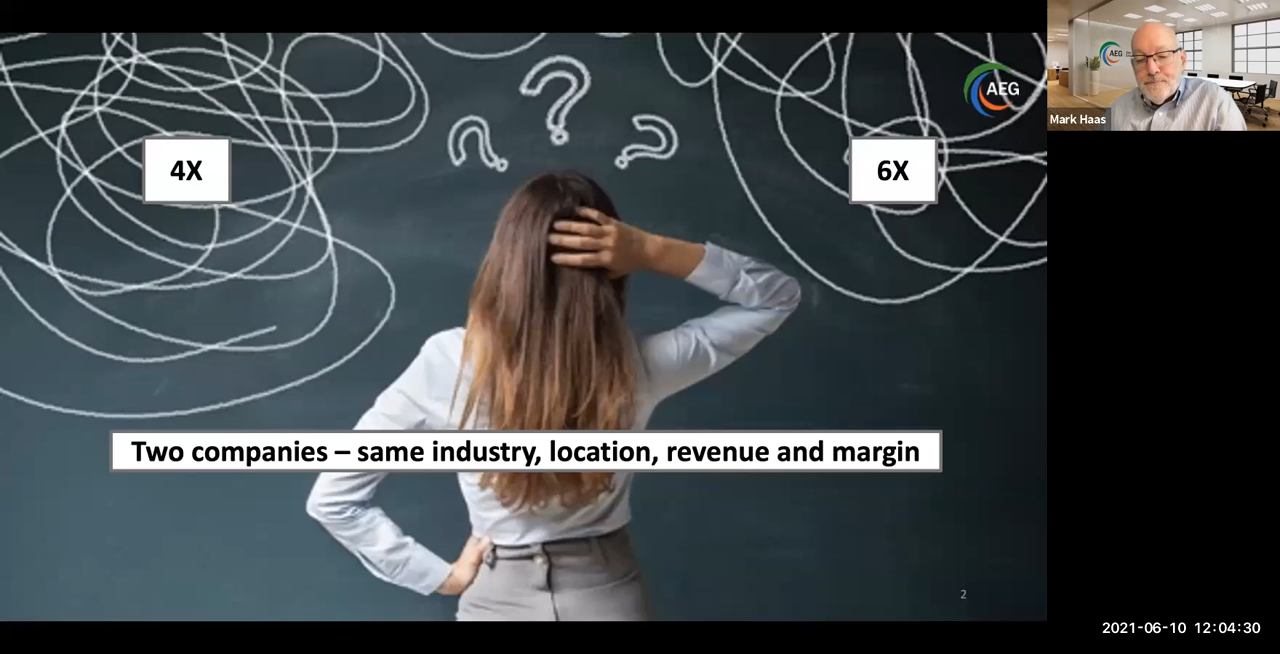 AEG
4X
6X
Two companies – same industry, location, revenue and margin
2
AEG
Mark Haas
2021-06-10 12:04:30